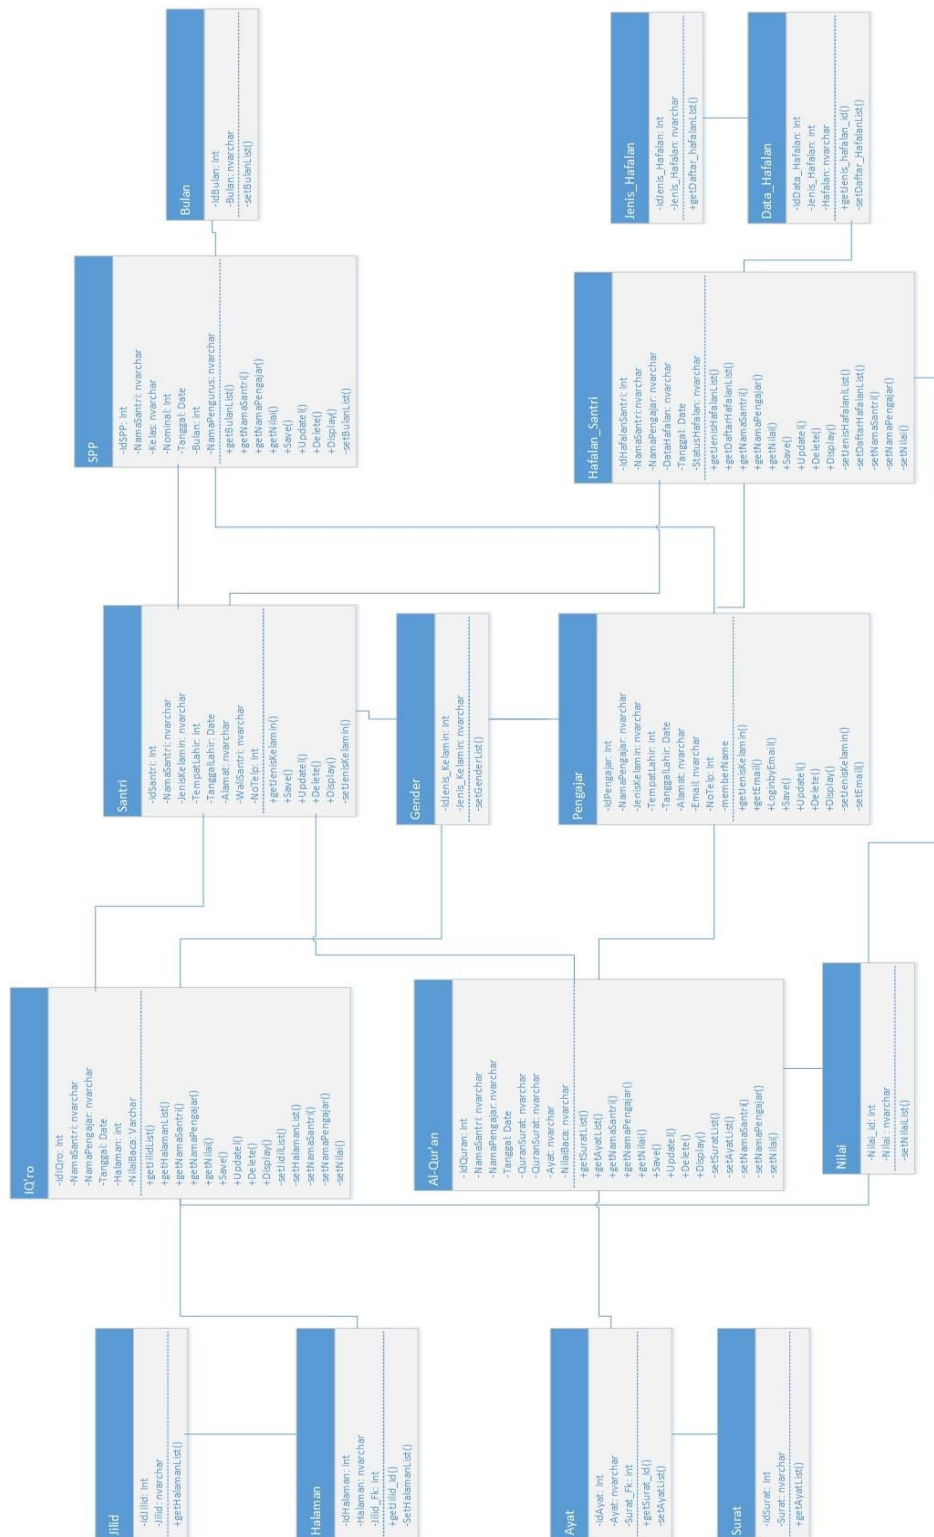 Jilid
-IdJilid: Int
-Jilid: nvarchar
+getHalamanList()
Halaman
-IdHalaman: Int
-Halaman: nvarchar
-Jilid_Fk: int
+getJilid_Id()
-SetHalamanList()
Ayat
-IdAyat: Int
-Ayat: nvarchar
-Surat_Fk: int
+getSurat_Id()
-setAyatList()
Surat
-IdSurat: Int
-Surat: nvarchar
+getAyatList()
IQ'ro
-IdIQro: Int
-NamaSantri: nvarchar
-NamaPengajar: nvarchar
-Tanggal: Date
-Halaman: int
-NilaiBaca: Varchar
+getJilidList()
+getHalamanList()
+getNamaSantri()
+getNamaPengajar()
+getNilai()
+Save()
+Update()
+Delete()
+Display()
-setJidilList()
-setHalamanList()
-setNamaSantri()
-setNamaPengajar()
-setNilai()
Al-Qur'an
-IdQuran: Int
-NamaSantri: nvarchar
-NamaPengajar: nvarchar
-Tanggal: Date
-QuranSurat: nvarchar
-QuranSurat: nvarchar
-Ayat: nvarchar
-NilaiBaca: nvarchar
+getSuratList()
+getAyatList()
+getNamaSantri()
+getNamaPengajar()
+getNilai()
+Save()
+Update()
+Delete()
+Display()
-setSuratList()
-setAyatList()
-setNamaSantri()
-setNamaPengajar()
-setNilai()
Nilai
-Nilai_id: Int
-Nilai : nvarchar
-setNilaiList()
Santri
-IdSantri: Int
-NamaSantri: nvarchar
-JenisKelamin: nvarchar
-TempatLahir: int
-TanggalLahir: Date
-Alamat: nvarchar
-WaliSantri: nvarchar
-NoTelp: Int
+getJenisKelamin()
+Save()
+Update()
+Delete()
+Display()
-setJenisKelamin()
Gender
-IdJenis_Kelamin: Int
-Jenis_Kelamin: nvarchar
-setGenderList()
Pengajar
-IdPengajar: Int
-NamaPengajar: nvarchar
-JenisKelamin: nvarchar
-TempatLahir: int
-TanggalLahir: Date
-Alamat: nvarchar
-Email: nvarchar
-NoTelp: Int
-memberName
+getJenisKelamin()
+getEmail()
+LoginbyEmail()
+Save()
+Update()
+Delete()
+Display()
-setJenisKelamin()
-setEmail()
SPP
-IdSPP: Int
-NamaSantri: nvarchar
-Kelas: nvarchar
-Nominal: Int
-Tanggal: Date
-Bulan: Int
-NamaPengurus: nvarchar
+getBulanList()
+getNamaSantri()
+getNamaPengajar()
+getNilai()
+Save()
+Update()
+Delete()
+Display()
-setBulanList()
Hafalan_Santri
-IdHafalanSantri: Int
-NamaSantri:nvarchar
-NamaPengajar: nvarchar
-DataHafalan: nvarchar
-Tanggal: Date
-StatusHafalan: nvarchar
+getJenisHafalanList()
+getDaftarHafalanList()
+getNamaSantri()
+getNamaPengajar()
+getNilai()
+Save()
+Update()
+Delete()
+Display()
-setJenisHafalanList()
-setDaftarHafalanList()
-setNamaSantri()
-setNamaPengajar()
-setNilai()
Bulan
-IdBulan: Int
-Bulan: nvarchar
-setBulanList()
Jenis_Hafalan
-IdJenis_Hafalan: Int
-Jenis_Hafalan: nvarchar
+getDaftar_hafalanList()
Data_Hafalan
-IdData_Hafalan: Int
-Jenis_Hafalan: int
-Hafalan: nvarchar
+getJenis_hafalan_id()
-setDaftar_HafalanList()